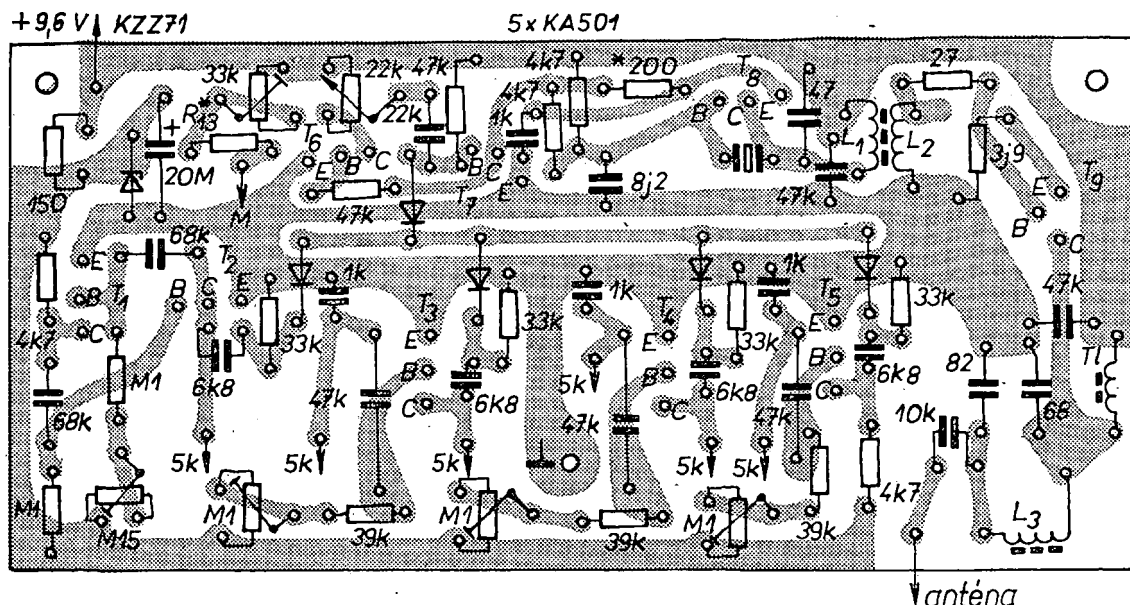 +9,6 V KZZ71 5x KA501
33k 22k 47k 4k7 *200 T8 27
R13* 22k 1k 4k7 B C E 47 L1 L2
T6 E B C B C E T7 8j2 47k 3j9 T9
150 20M M 47k E B C
68k
E B C T1 B T2 C E 1k 1k 1k 47k
4k7 33k T3 33k T4 33k T5 33k
M1 E B C E B C E B C 82 Tl
68k 6k8 47k 6k8 5k 47k 6k8 47k 6k8 10k 68
5k 5k 5k 5k 5k
M1 M15 M1 39k M1 39k M1 39k 4k7 L3
anténa